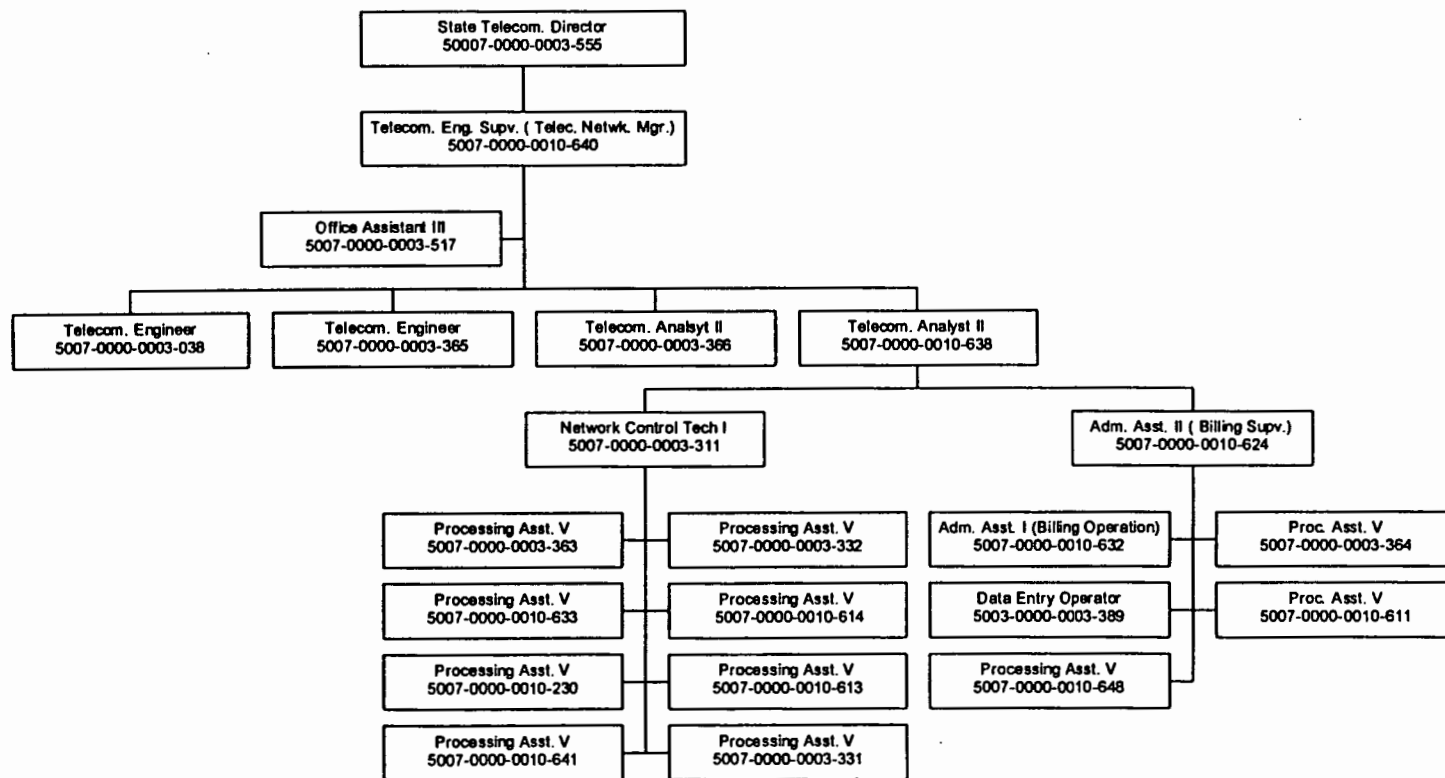 State Telecom. Director
50007-0000-0003-555
Telecom. Eng. Supv. ( Telec. Netwk. Mgr.)
5007-0000-0010-640
Office Assistant III
5007-0000-0003-517
Telecom. Engineer
5007-0000-0003-038
Telecom. Engineer
5007-0000-0003-365
Telecom. Analsyt II
5007-0000-0003-366
Telecom. Analyst II
5007-0000-0010-638
Network Control Tech I
5007-0000-0003-311
Adm. Asst. II ( Billing Supv.)
5007-0000-0010-624
Processing Asst. V
5007-0000-0003-363
Processing Asst. V
5007-0000-0003-332
Adm. Asst. I (Billing Operation)
5007-0000-0010-632
Proc. Asst. V
5007-0000-0003-364
Processing Asst. V
5007-0000-0010-633
Processing Asst. V
5007-0000-0010-614
Data Entry Operator
5003-0000-0003-389
Proc. Asst. V
5007-0000-0010-611
Processing Asst. V
5007-0000-0010-230
Processing Asst. V
5007-0000-0010-613
Processing Asst. V
5007-0000-0010-648
Processing Asst. V
5007-0000-0010-641
Processing Asst. V
5007-0000-0003-331